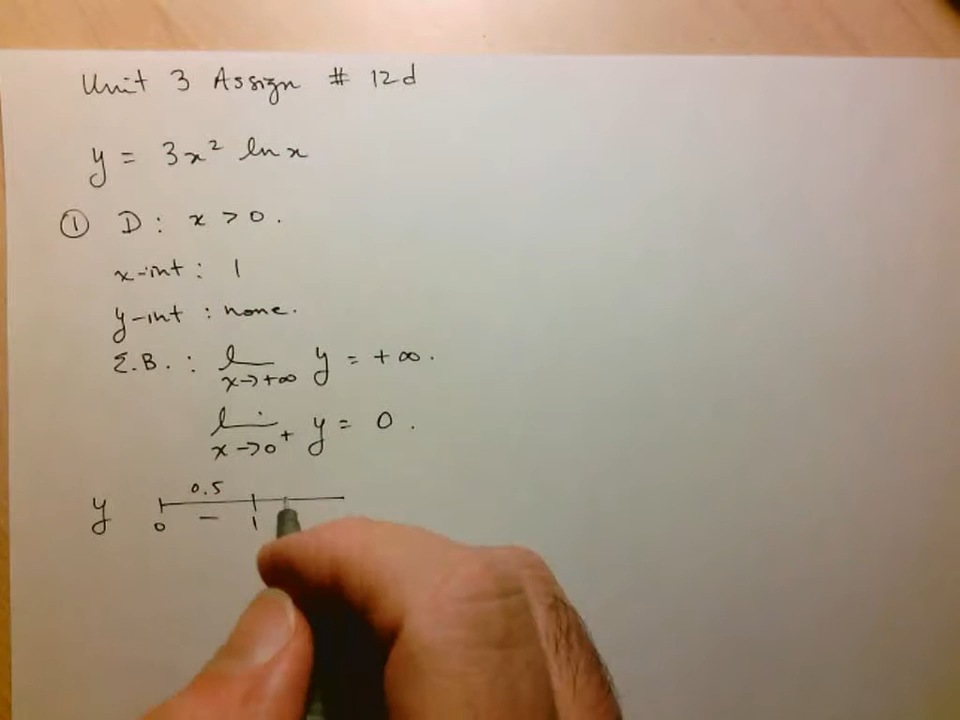 Unit 3 Assign # 12d
y = 3x² ln x
① D: x > 0.
x-int: 1
y-int: none.
E.B.: lim x→+∞ y = +∞.
lim x→0⁺ y = 0.
0.5
y
0 − 1